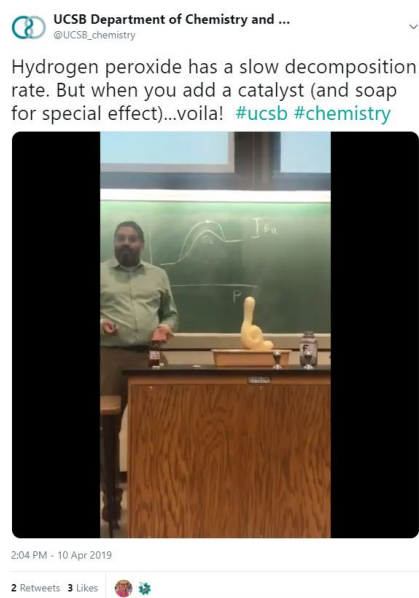 UCSB Department of Chemistry and ...
@UCSB_chemistry
Hydrogen peroxide has a slow decomposition
rate. But when you add a catalyst (and soap
for special effect)...voila! #ucsb #chemistry
P
2:04 PM - 10 Apr 2019
2 Retweets 3 Likes